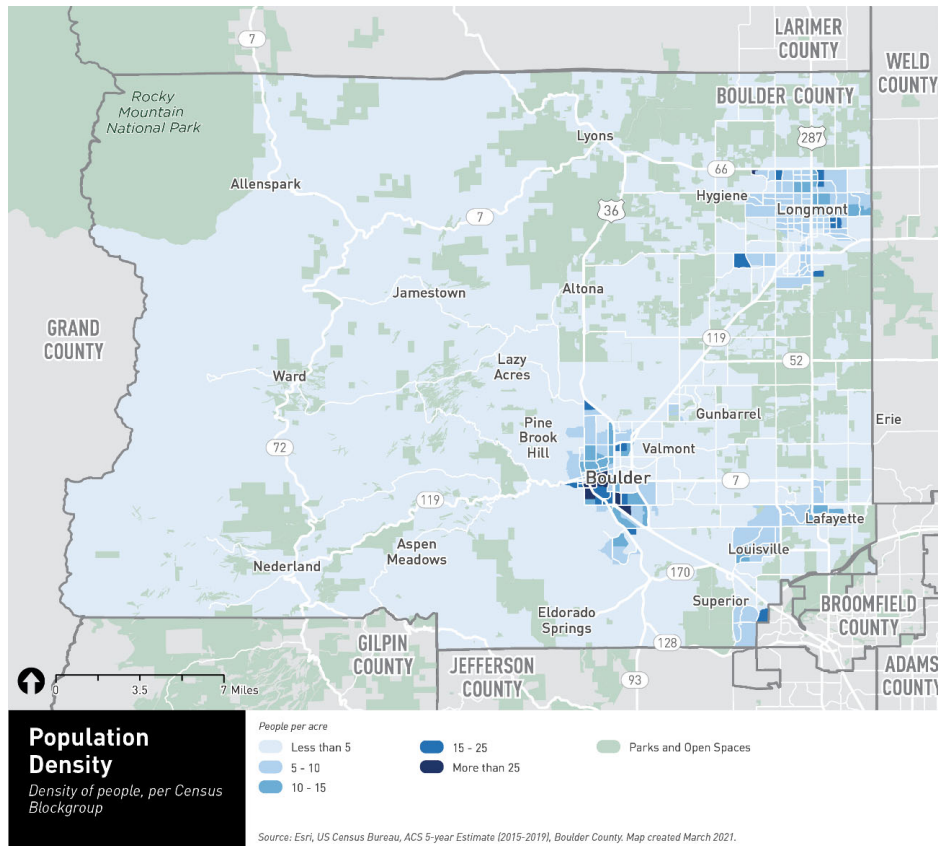 7
LARIMER
COUNTY
WELD
COUNTY
Rocky
Mountain
National Park
BOULDER COUNTY
Lyons
287
66
Allenspark
Hygiene
Longmont
7
36
Jamestown
Altona
GRAND
COUNTY
119
Lazy
Acres
52
Ward
Gunbarrel
Erie
Pine
Brook
Hill
72
Valmont
Boulder
7
119
Lafayette
Aspen
Meadows
Louisville
Nederland
170
Superior
BROOMFIELD
COUNTY
Eldorado
Springs
GILPIN
COUNTY
128
JEFFERSON
COUNTY
ADAMS
COUNTY
93
0 3.5 7 Miles
Population
Density
Density of people, per Census
Blockgroup
People per acre
Less than 5
5 - 10
10 - 15
15 - 25
More than 25
Parks and Open Spaces
Source: Esri, US Census Bureau, ACS 5-year Estimate (2015-2019), Boulder County. Map created March 2021.